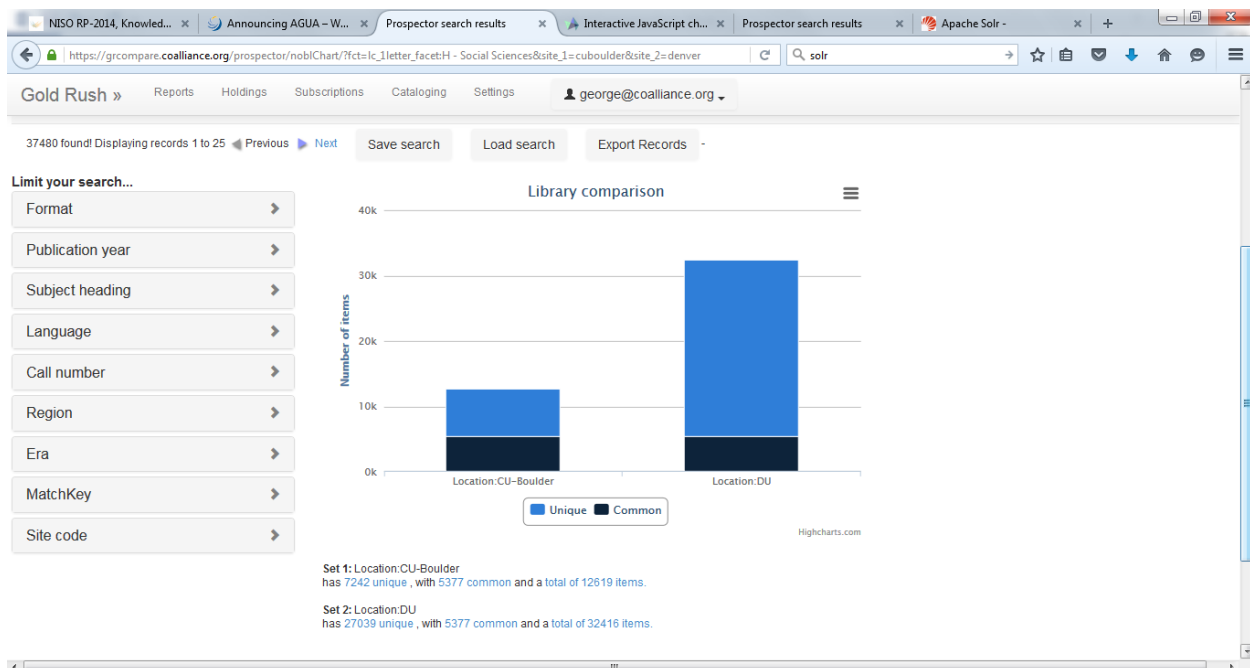 NISO RP-2014, Knowled... × Announcing AGUA – W... × Prospector search results × Interactive JavaScript ch... × Prospector search results × Apache Solr - × +
https://grcompare.coalliance.org/prospector/noblChart/?fct=lc_1letter_facet:H - Social Sciences&site_1=cuboulder&site_2=denver solr
Gold Rush » Reports Holdings Subscriptions Cataloging Settings george@coalliance.org
37480 found! Displaying records 1 to 25 Previous Next Save search Load search Export Records -
Limit your search...
Format
Publication year
Subject heading
Language
Call number
Region
Era
MatchKey
Site code
Library comparison
Number of items
40k
30k
20k
10k
0k
Location:CU-Boulder Location:DU
Unique Common
Highcharts.com
Set 1: Location:CU-Boulder
has 7242 unique , with 5377 common and a total of 12619 items.
Set 2: Location:DU
has 27039 unique , with 5377 common and a total of 32416 items.